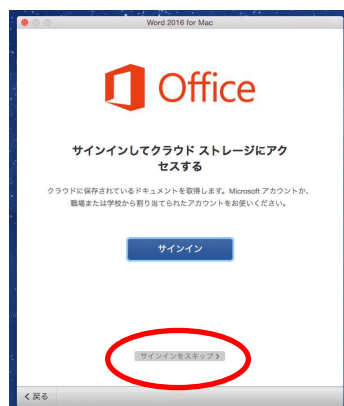 Word 2016 for Mac
Office
サインインしてクラウド ストレージにアク
セスする
クラウドに保存されているドキュメントを取得します。Microsoft アカウントか、
職場または学校から割り当てられたアカウントをお使いください。
サインイン
サインインをスキップ >
< 戻る